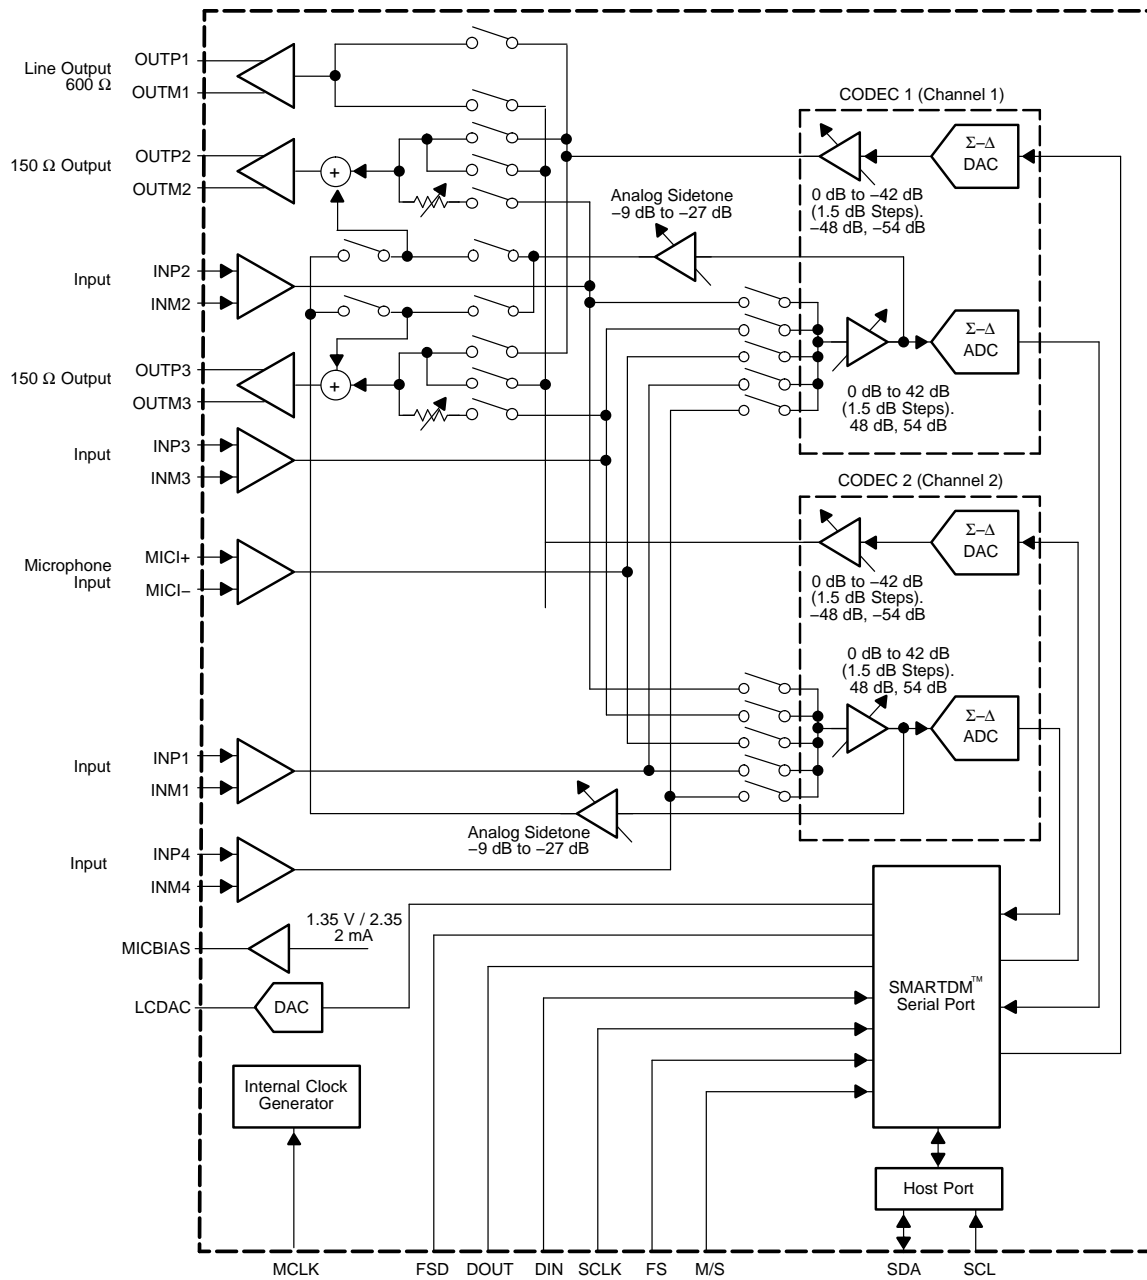 Line Output
600 Ω
OUTP1
OUTM1
150 Ω Output
OUTP2
OUTM2
+
Input
INP2
INM2
150 Ω Output
OUTP3
OUTM3
+
Input
INP3
INM3
Microphone
Input
MICI+
MICI−
Input
INP1
INM1
Input
INP4
INM4
MICBIAS
1.35 V / 2.35
2 mA
LCDAC
DAC
Analog Sidetone
−9 dB to −27 dB
CODEC 1 (Channel 1)
Σ−Δ
DAC
0 dB to −42 dB
(1.5 dB Steps).
−48 dB, −54 dB
Σ−Δ
ADC
0 dB to 42 dB
(1.5 dB Steps).
48 dB, 54 dB
CODEC 2 (Channel 2)
Σ−Δ
DAC
0 dB to −42 dB
(1.5 dB Steps).
−48 dB, −54 dB
0 dB to 42 dB
(1.5 dB Steps).
48 dB, 54 dB
Σ−Δ
ADC
Analog Sidetone
−9 dB to −27 dB
SMARTDM™
Serial Port
Internal Clock
Generator
Host Port
MCLK
FSD
DOUT
DIN
SCLK
FS
M/S
SDA
SCL